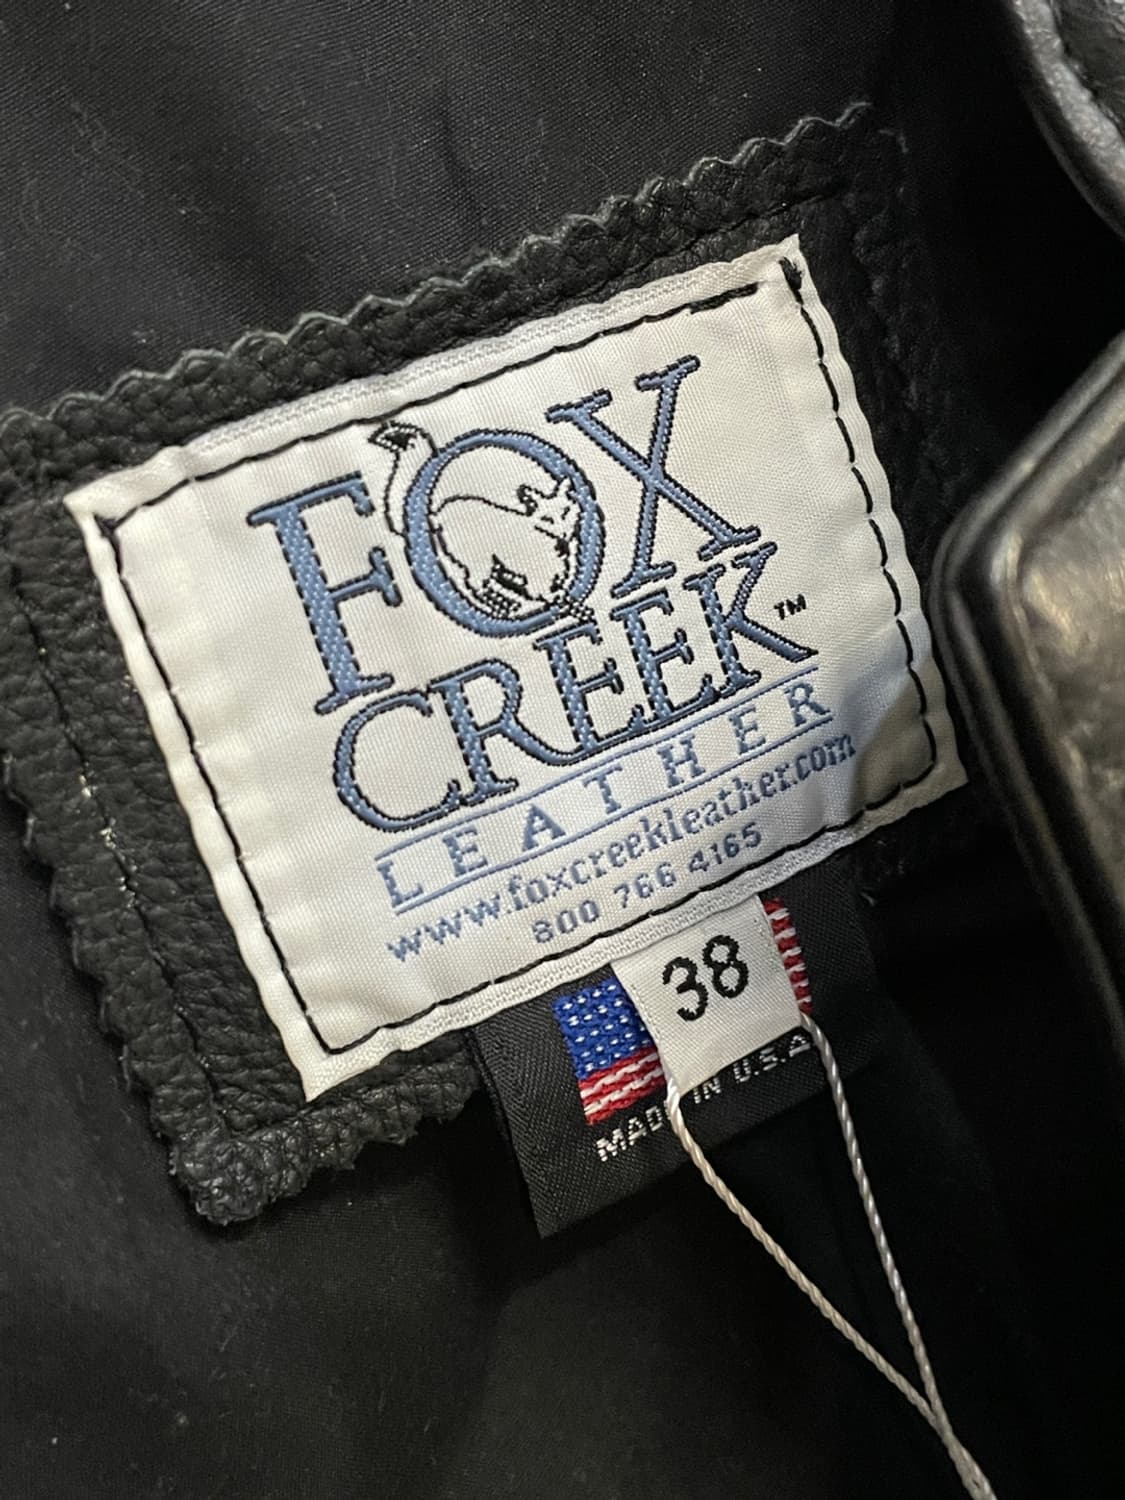 FOX
CREEK™
LEATHER
www.foxcreekleather.com
800 766 4165
38
MADE IN U.S.A